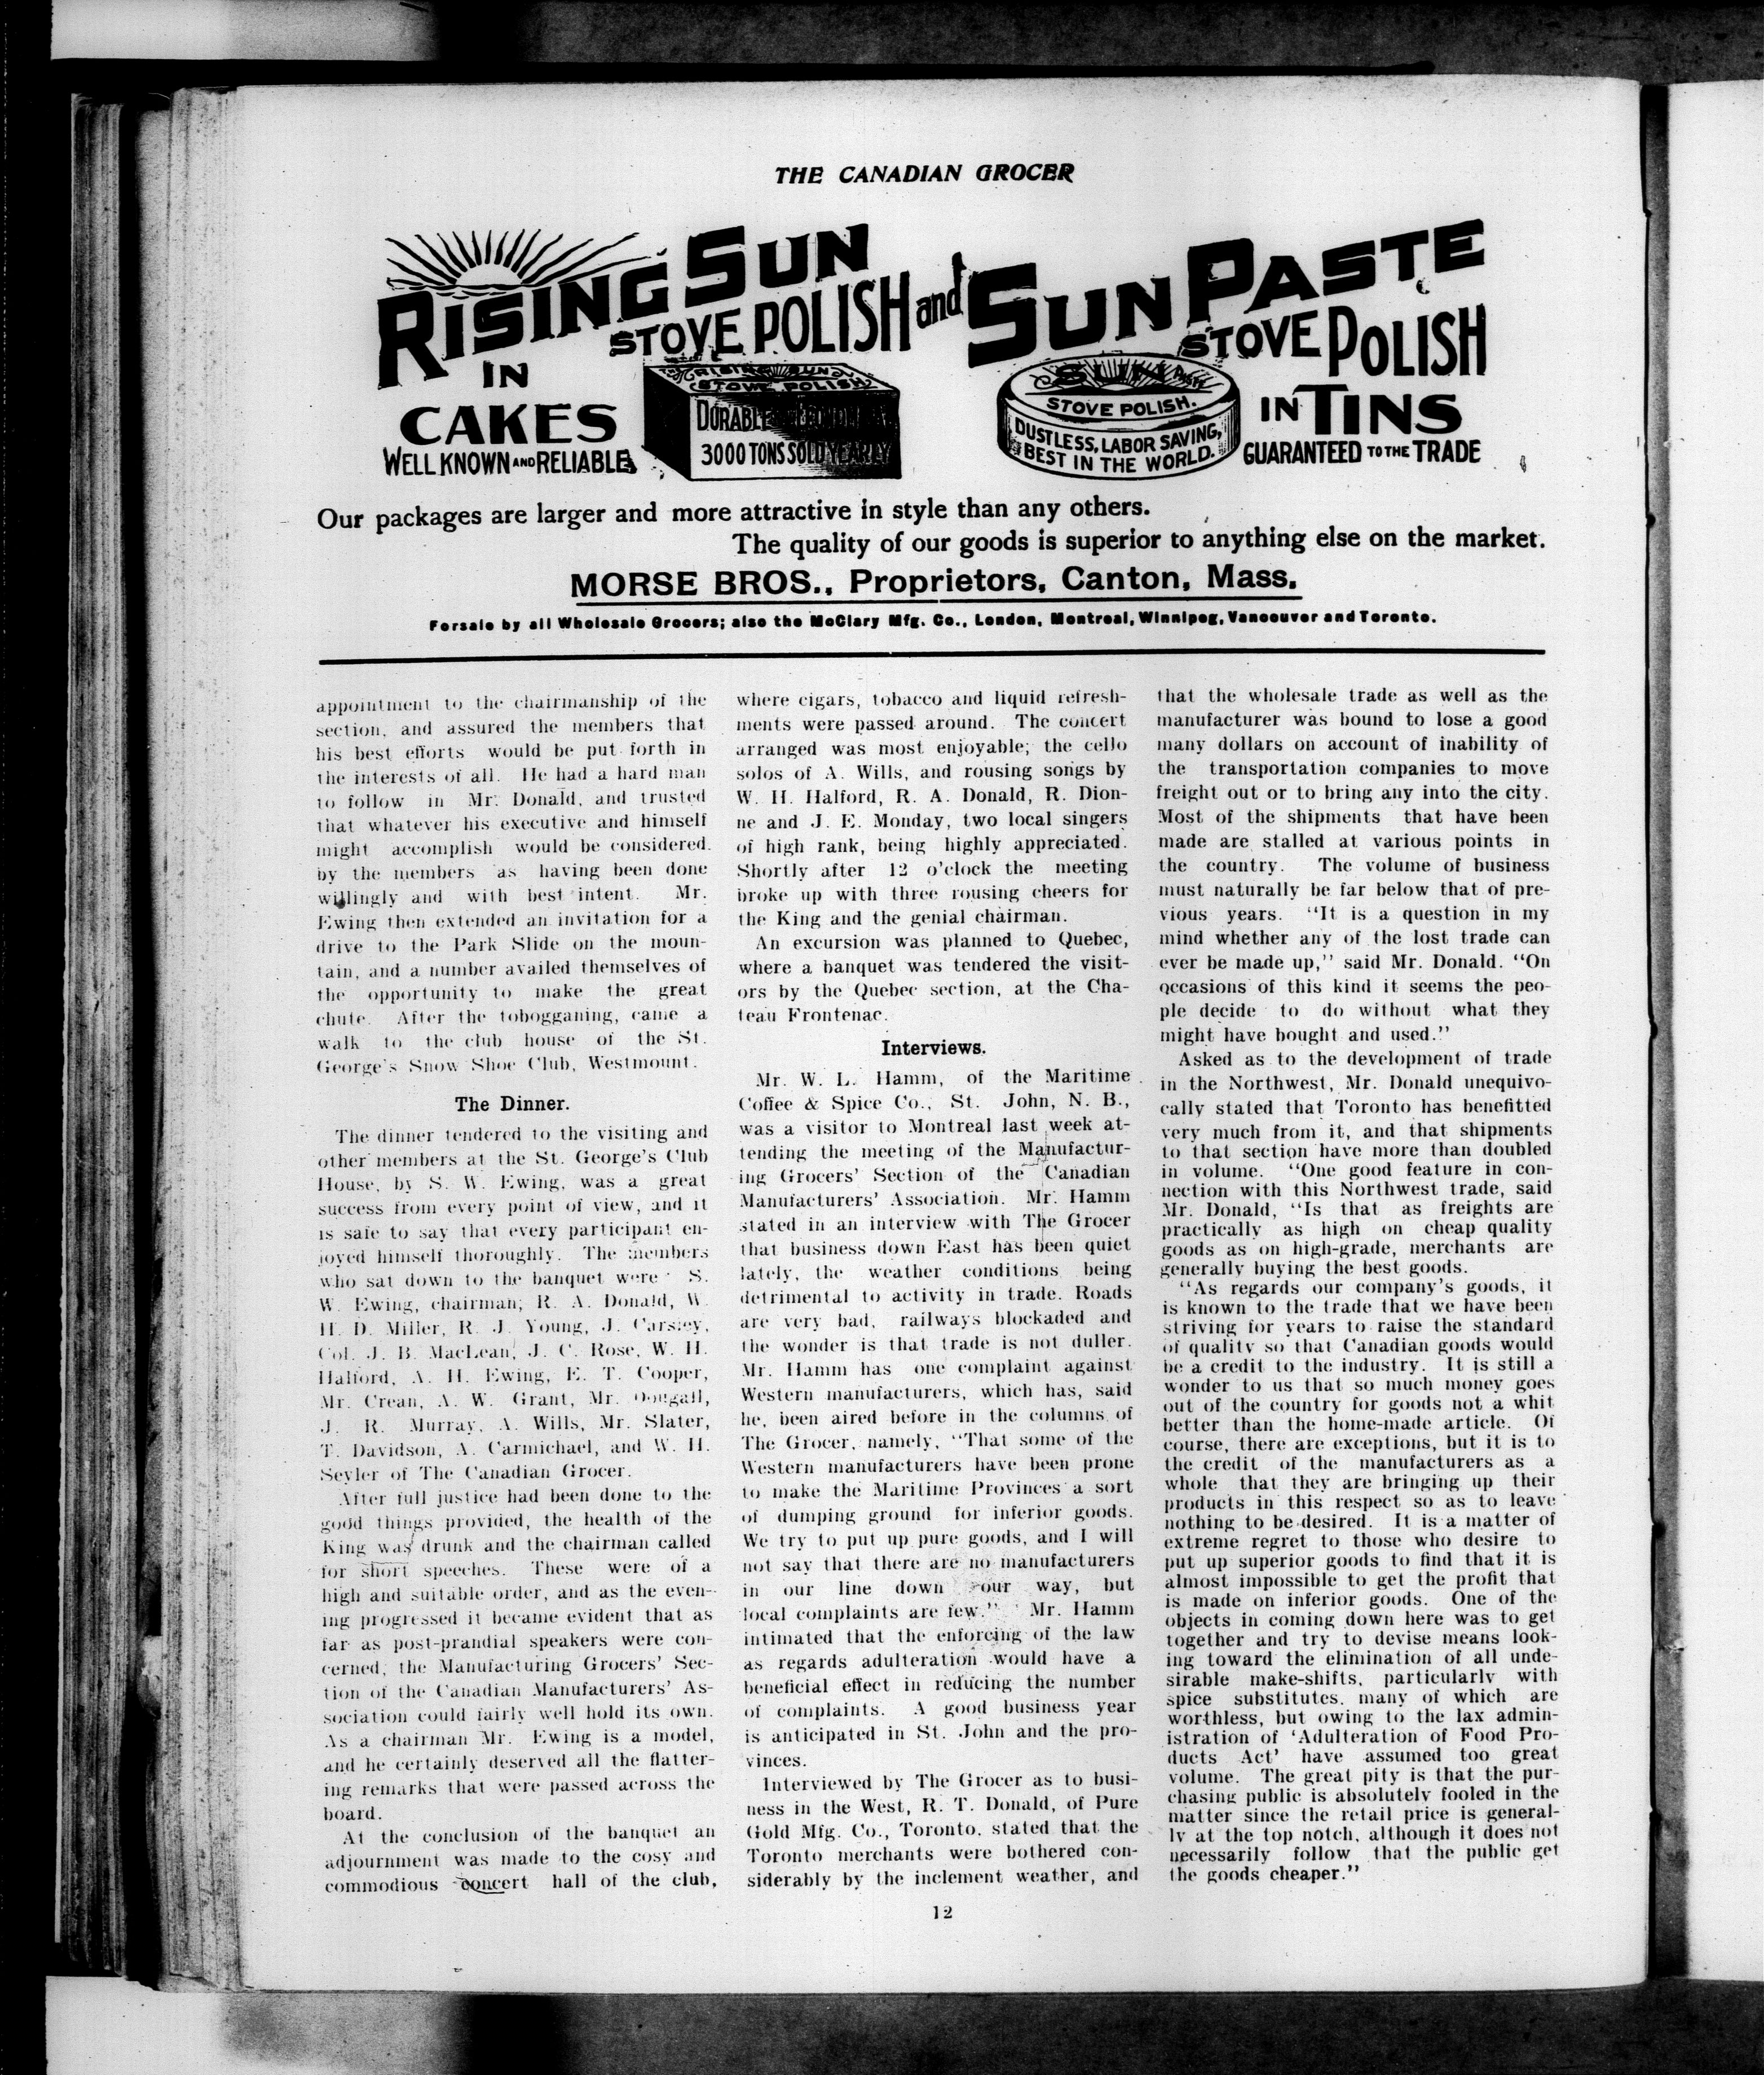 THE CANADIAN GROCER
RISING SUN
STOVE POLISH and SUN PASTE
STOVE POLISH
IN
CAKES
WELL KNOWN AND RELIABLE
RISING SUN
STOVE POLISH
DURABLE
3000 TONS SOLD YEARLY
STOVE POLISH.
DUSTLESS, LABOR SAVING,
BEST IN THE WORLD.
IN TINS
GUARANTEED TO THE TRADE
Our packages are larger and more attractive in style than any others.
The quality of our goods is superior to anything else on the market.
MORSE BROS., Proprietors, Canton, Mass.
Forsale by all Wholesale Grocers; also the McClary Mfg. Co., London, Montreal, Winnipeg, Vancouver and Toronto.
appointment to the chairmanship of the
section, and assured the members that
his best efforts would be put forth in
the interests of all. He had a hard man
to follow in Mr. Donald, and trusted
that whatever his executive and himself
might accomplish would be considered
by the members as having been done
willingly and with best intent. Mr.
Ewing then extended an invitation for a
drive to the Park Slide on the moun-
tain, and a number availed themselves of
the opportunity to make the great
chute. After the tobogganing, came a
walk to the club house of the St.
George's Snow Shoe Club, Westmount.
The Dinner.
The dinner tendered to the visiting and
other members at the St. George's Club
House, by S. W. Ewing, was a great
success from every point of view, and it
is safe to say that every participant en-
joyed himself thoroughly. The members
who sat down to the banquet were: S.
W. Ewing, chairman; R. A. Donald, W.
H. D. Miller, R. J. Young, J. Carsley,
Col. J. B. MacLean, J. C. Rose, W. H.
Halford, A. H. Ewing, E. T. Cooper,
Mr. Crean, A. W. Grant, Mr. Dougall,
J. R. Murray, A. Wills, Mr. Slater,
T. Davidson, A. Carmichael, and W. H.
Seyler of The Canadian Grocer.
After full justice had been done to the
good things provided, the health of the
King was drunk and the chairman called
for short speeches. These were of a
high and suitable order, and as the even-
ing progressed it became evident that as
far as post-prandial speakers were con-
cerned, the Manufacturing Grocers' Sec-
tion of the Canadian Manufacturers' As-
sociation could fairly well hold its own.
As a chairman Mr. Ewing is a model,
and he certainly deserved all the flatter-
ing remarks that were passed across the
board.
At the conclusion of the banquet an
adjournment was made to the cosy and
commodious concert hall of the club,
where cigars, tobacco and liquid refresh-
ments were passed around. The concert
arranged was most enjoyable; the cello
solos of A. Wills, and rousing songs by
W. H. Halford, R. A. Donald, R. Dion-
ne and J. E. Monday, two local singers
of high rank, being highly appreciated.
Shortly after 12 o'clock the meeting
broke up with three rousing cheers for
the King and the genial chairman.
An excursion was planned to Quebec,
where a banquet was tendered the visit-
ors by the Quebec section, at the Cha-
teau Frontenac.
Interviews.
Mr. W. L. Hamm, of the Maritime
Coffee & Spice Co., St. John, N. B.,
was a visitor to Montreal last week at-
tending the meeting of the Manufactur-
ing Grocers' Section of the Canadian
Manufacturers' Association. Mr. Hamm
stated in an interview with The Grocer
that business down East has been quiet
lately, the weather conditions being
detrimental to activity in trade. Roads
are very bad, railways blockaded and
the wonder is that trade is not duller.
Mr. Hamm has one complaint against
Western manufacturers, which has, said
he, been aired before in the columns of
The Grocer, namely, "That some of the
Western manufacturers have been prone
to make the Maritime Provinces a sort
of dumping ground for inferior goods.
We try to put up pure goods, and I will
not say that there are no manufacturers
in our line down our way, but
local complaints are few." Mr. Hamm
intimated that the enforcing of the law
as regards adulteration would have a
beneficial effect in reducing the number
of complaints. A good business year
is anticipated in St. John and the pro-
vinces.
Interviewed by The Grocer as to busi-
ness in the West, R. T. Donald, of Pure
Gold Mfg. Co., Toronto, stated that the
Toronto merchants were bothered con-
siderably by the inclement weather, and
that the wholesale trade as well as the
manufacturer was bound to lose a good
many dollars on account of inability of
the transportation companies to move
freight out or to bring any into the city.
Most of the shipments that have been
made are stalled at various points in
the country. The volume of business
must naturally be far below that of pre-
vious years. "It is a question in my
mind whether any of the lost trade can
ever be made up," said Mr. Donald. "On
occasions of this kind it seems the peo-
ple decide to do without what they
might have bought and used."
Asked as to the development of trade
in the Northwest, Mr. Donald unequivo-
cally stated that Toronto has benefitted
very much from it, and that shipments
to that section have more than doubled
in volume. "One good feature in con-
nection with this Northwest trade, said
Mr. Donald, "Is that as freights are
practically as high on cheap quality
goods as on high-grade, merchants are
generally buying the best goods.
"As regards our company's goods, it
is known to the trade that we have been
striving for years to raise the standard
of quality so that Canadian goods would
be a credit to the industry. It is still a
wonder to us that so much money goes
out of the country for goods not a whit
better than the home-made article. Of
course, there are exceptions, but it is to
the credit of the manufacturers as a
whole that they are bringing up their
products in this respect so as to leave
nothing to be desired. It is a matter of
extreme regret to those who desire to
put up superior goods to find that it is
almost impossible to get the profit that
is made on inferior goods. One of the
objects in coming down here was to get
together and try to devise means look-
ing toward the elimination of all unde-
sirable make-shifts, particularly with
spice substitutes, many of which are
worthless, but owing to the lax admin-
istration of 'Adulteration of Food Pro-
ducts Act' have assumed too great
volume. The great pity is that the pur-
chasing public is absolutely fooled in the
matter since the retail price is general-
ly at the top notch, although it does not
necessarily follow that the public get
the goods cheaper."
12